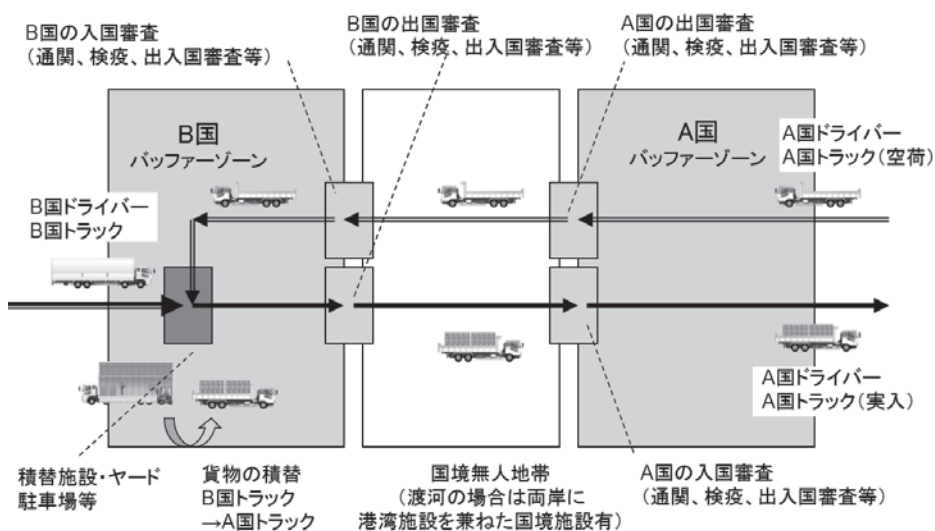 B国の入国審査
(通関、検疫、出入国審査等)
B国の出国審査
(通関、検疫、出入国審査等)
A国の出国審査
(通関、検疫、出入国審査等)
B国
バッファーゾーン
A国
バッファーゾーン
A国ドライバー
A国トラック(空荷)
B国ドライバー
B国トラック
A国ドライバー
A国トラック(実入)
積替施設・ヤード
駐車場等
貨物の積替
B国トラック
→A国トラック
国境無人地帯
(渡河の場合は両岸に
港湾施設を兼ねた国境施設有)
A国の入国審査
(通関、検疫、出入国審査等)